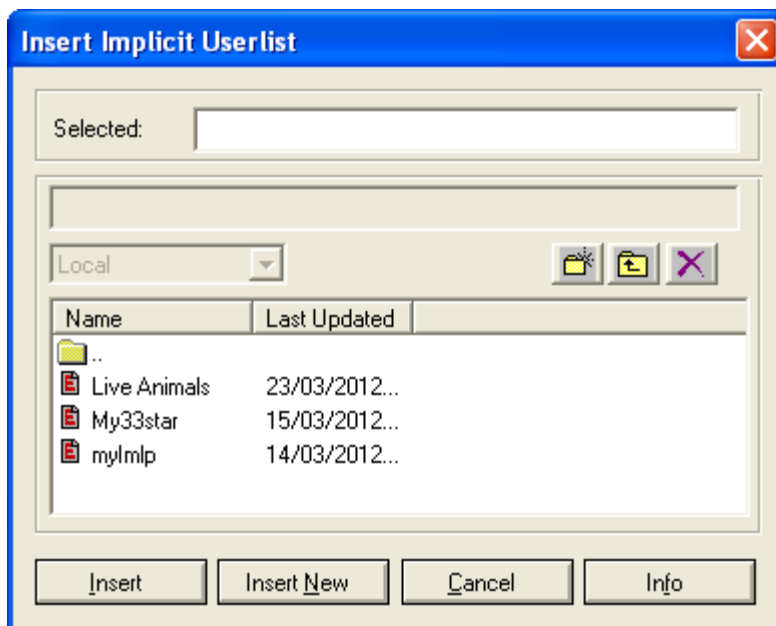 Insert Implicit Userlist
Selected:
Local
Name Last Updated
..
Live Animals 23/03/2012...
My33star 15/03/2012...
myImlp 14/03/2012...
Insert Insert New Cancel Info